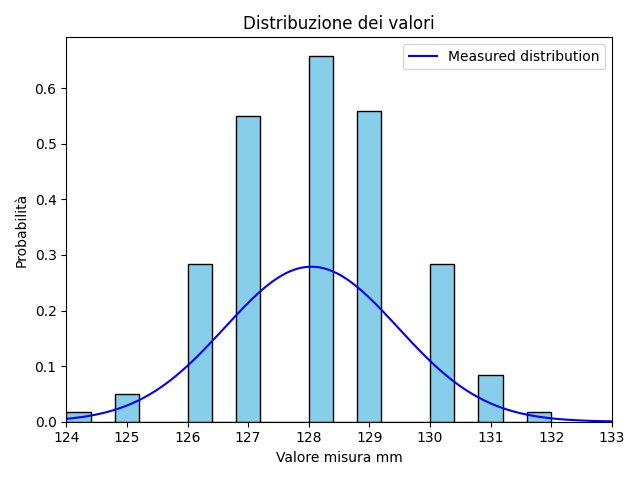 Distribuzione dei valori
Measured distribution
Probabilità
0.6
0.5
0.4
0.3
0.2
0.1
0.0
124 125 126 127 128 129 130 131 132 133
Valore misura mm